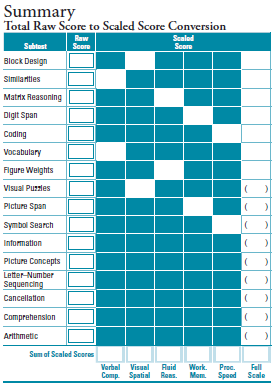 Summary
Total Raw Score to Scaled Score Conversion
Subtest Raw Score Scaled Score
Block Design
Similarities
Matrix Reasoning
Digit Span
Coding
Vocabulary
Figure Weights
Visual Puzzles ( )
Picture Span ( )
Symbol Search ( )
Information ( )
Picture Concepts ( )
Letter–Number
Sequencing ( )
Cancellation ( )
Comprehension ( )
Arithmetic ( )
Sum of Scaled Scores
Verbal Visual Fluid Work. Proc. Full
Comp. Spatial Reas. Mem. Speed Scale